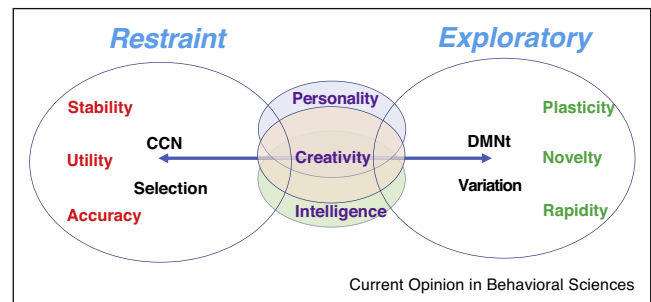 Restraint Exploratory
Stability Personality Plasticity
CCN DMNt
Utility Creativity Novelty
Selection Variation
Accuracy Intelligence Rapidity
Current Opinion in Behavioral Sciences